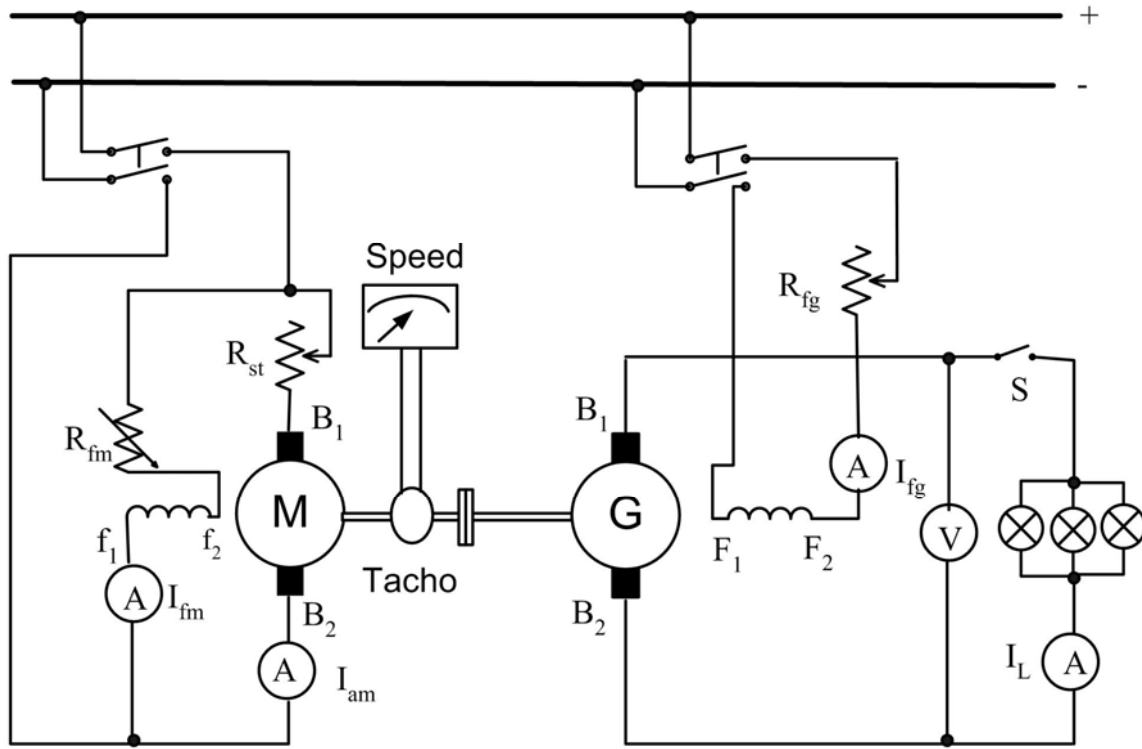 +
-
Speed
R_fg
R_st
B_1
B_1
S
R_fm
A
I_fg
M
G
V
f_1
f_2
F_1
F_2
Tacho
A
I_fm
B_2
B_2
A
I_am
I_L
A